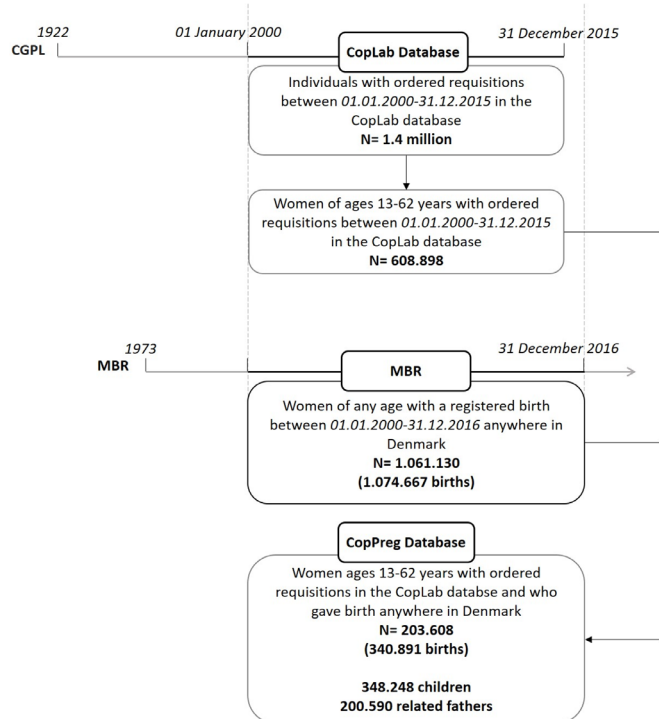 1922
01 January 2000
31 December 2015
CGPL
CopLab Database
Individuals with ordered requisitions
between 01.01.2000-31.12.2015 in the
CopLab database
N= 1.4 million
Women of ages 13-62 years with ordered
requisitions between 01.01.2000-31.12.2015
in the CopLab database
N= 608.898
1973
31 December 2016
MBR
MBR
Women of any age with a registered birth
between 01.01.2000-31.12.2016 anywhere in
Denmark
N= 1.061.130
(1.074.667 births)
CopPreg Database
Women ages 13-62 years with ordered
requisitions in the CopLab databse and who
gave birth anywhere in Denmark
N= 203.608
(340.891 births)
348.248 children
200.590 related fathers